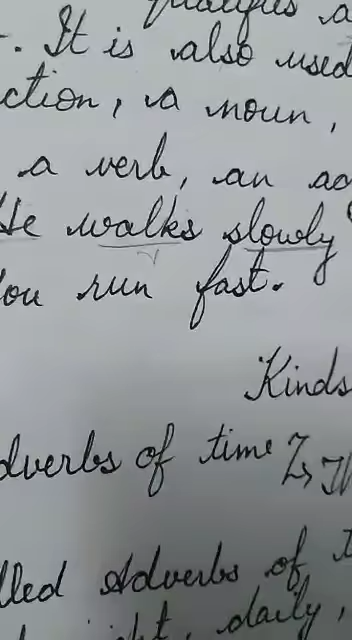 . It is also used
ction, a noun,
a verb, an ad
He walks slowly
You run fast.
Kinds
dverbs of time
lled Adverbs of t
daily,